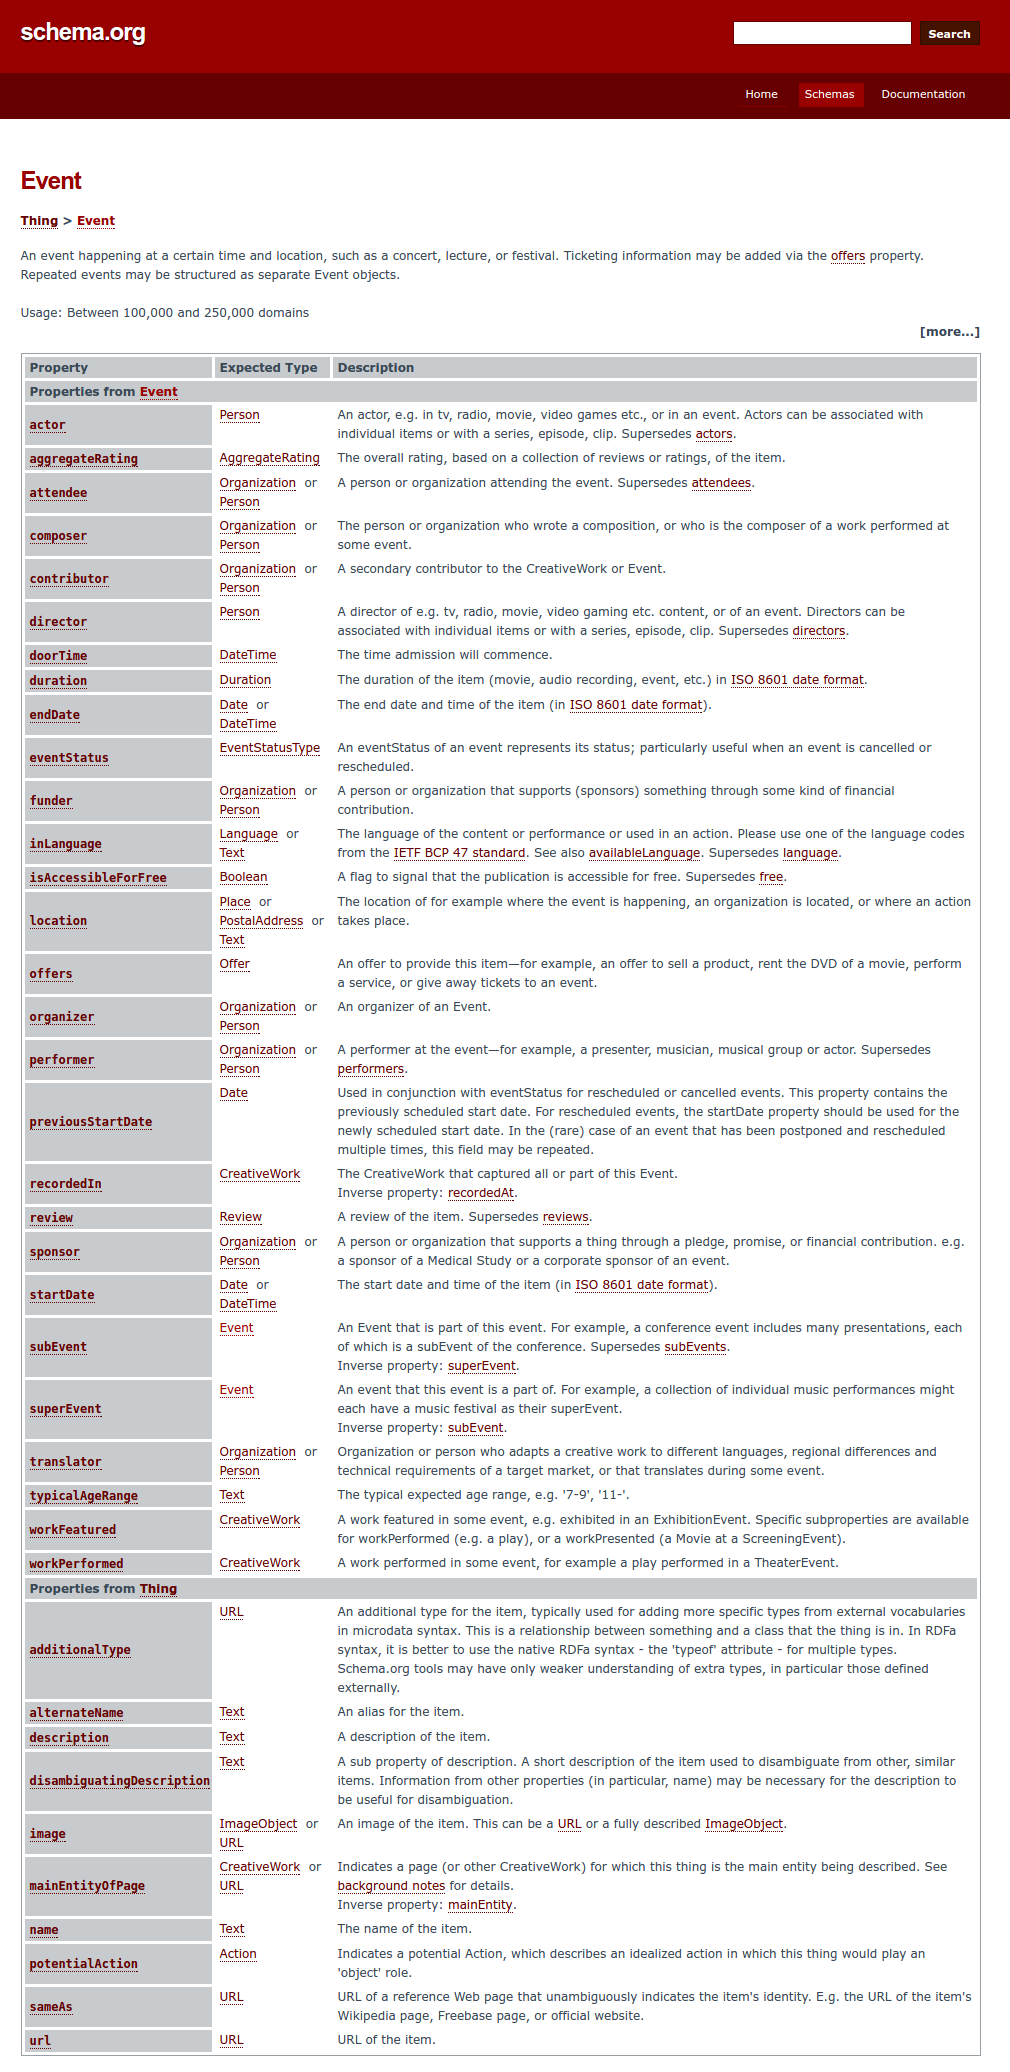 schema.org
Search
Home Schemas Documentation
Event
Thing > Event
An event happening at a certain time and location, such as a concert, lecture, or festival. Ticketing information may be added via the offers property.
Repeated events may be structured as separate Event objects.
Usage: Between 100,000 and 250,000 domains
[more...]
Property Expected Type Description
Properties from Event
actor Person An actor, e.g. in tv, radio, movie, video games etc., or in an event. Actors can be associated with
individual items or with a series, episode, clip. Supersedes actors.
aggregateRating AggregateRating The overall rating, based on a collection of reviews or ratings, of the item.
attendee Organization or A person or organization attending the event. Supersedes attendees.
Person
composer Organization or The person or organization who wrote a composition, or who is the composer of a work performed at
Person some event.
contributor Organization or A secondary contributor to the CreativeWork or Event.
Person
director Person A director of e.g. tv, radio, movie, video gaming etc. content, or of an event. Directors can be
associated with individual items or with a series, episode, clip. Supersedes directors.
doorTime DateTime The time admission will commence.
duration Duration The duration of the item (movie, audio recording, event, etc.) in ISO 8601 date format.
endDate Date or The end date and time of the item (in ISO 8601 date format).
DateTime
eventStatus EventStatusType An eventStatus of an event represents its status; particularly useful when an event is cancelled or
rescheduled.
funder Organization or A person or organization that supports (sponsors) something through some kind of financial
Person contribution.
inLanguage Language or The language of the content or performance or used in an action. Please use one of the language codes
Text from the IETF BCP 47 standard. See also availableLanguage. Supersedes language.
isAccessibleForFree Boolean A flag to signal that the publication is accessible for free. Supersedes free.
location Place or The location of for example where the event is happening, an organization is located, or where an action
PostalAddress or takes place.
Text
offers Offer An offer to provide this item—for example, an offer to sell a product, rent the DVD of a movie, perform
a service, or give away tickets to an event.
organizer Organization or An organizer of an Event.
Person
performer Organization or A performer at the event—for example, a presenter, musician, musical group or actor. Supersedes
Person performers.
previousStartDate Date Used in conjunction with eventStatus for rescheduled or cancelled events. This property contains the
previously scheduled start date. For rescheduled events, the startDate property should be used for the
newly scheduled start date. In the (rare) case of an event that has been postponed and rescheduled
multiple times, this field may be repeated.
recordedIn CreativeWork The CreativeWork that captured all or part of this Event.
Inverse property: recordedAt.
review Review A review of the item. Supersedes reviews.
sponsor Organization or A person or organization that supports a thing through a pledge, promise, or financial contribution. e.g.
Person a sponsor of a Medical Study or a corporate sponsor of an event.
startDate Date or The start date and time of the item (in ISO 8601 date format).
DateTime
subEvent Event An Event that is part of this event. For example, a conference event includes many presentations, each
of which is a subEvent of the conference. Supersedes subEvents.
Inverse property: superEvent.
superEvent Event An event that this event is a part of. For example, a collection of individual music performances might
each have a music festival as their superEvent.
Inverse property: subEvent.
translator Organization or Organization or person who adapts a creative work to different languages, regional differences and
Person technical requirements of a target market, or that translates during some event.
typicalAgeRange Text The typical expected age range, e.g. '7-9', '11-'.
workFeatured CreativeWork A work featured in some event, e.g. exhibited in an ExhibitionEvent. Specific subproperties are available
for workPerformed (e.g. a play), or a workPresented (a Movie at a ScreeningEvent).
workPerformed CreativeWork A work performed in some event, for example a play performed in a TheaterEvent.
Properties from Thing
additionalType URL An additional type for the item, typically used for adding more specific types from external vocabularies
in microdata syntax. This is a relationship between something and a class that the thing is in. In RDFa
syntax, it is better to use the native RDFa syntax - the 'typeof' attribute - for multiple types.
Schema.org tools may have only weaker understanding of extra types, in particular those defined
externally.
alternateName Text An alias for the item.
description Text A description of the item.
disambiguatingDescription Text A sub property of description. A short description of the item used to disambiguate from other, similar
items. Information from other properties (in particular, name) may be necessary for the description to
be useful for disambiguation.
image ImageObject or An image of the item. This can be a URL or a fully described ImageObject.
URL
mainEntityOfPage CreativeWork or Indicates a page (or other CreativeWork) for which this thing is the main entity being described. See
URL background notes for details.
Inverse property: mainEntity.
name Text The name of the item.
potentialAction Action Indicates a potential Action, which describes an idealized action in which this thing would play an
'object' role.
sameAs URL URL of a reference Web page that unambiguously indicates the item's identity. E.g. the URL of the item's
Wikipedia page, Freebase page, or official website.
url URL URL of the item.